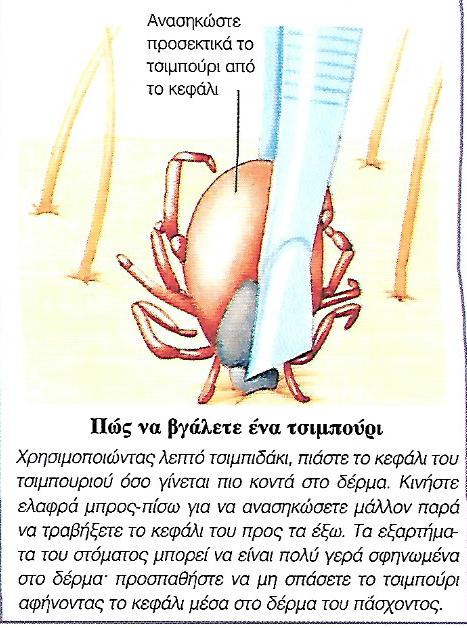 Ανασηκώστε
προσεκτικά το
τσιμπούρι από
το κεφάλι
Πώς να βγάλετε ένα τσιμπούρι
Χρησιμοποιώντας λεπτό τσιμπιδάκι, πιάστε το κεφάλι του
τσιμπουριού όσο γίνεται πιο κοντά στο δέρμα. Κινήστε
ελαφρά μπρος-πίσω για να ανασηκώσετε μάλλον παρά
να τραβήξετε το κεφάλι του προς τα έξω. Τα εξαρτήμα-
τα του στόματος μπορεί να είναι πολύ γερά σφηνωμένα
στο δέρμα· προσπαθήστε να μη σπάσετε το τσιμπούρι
αφήνοντας το κεφάλι μέσα στο δέρμα του πάσχοντος.